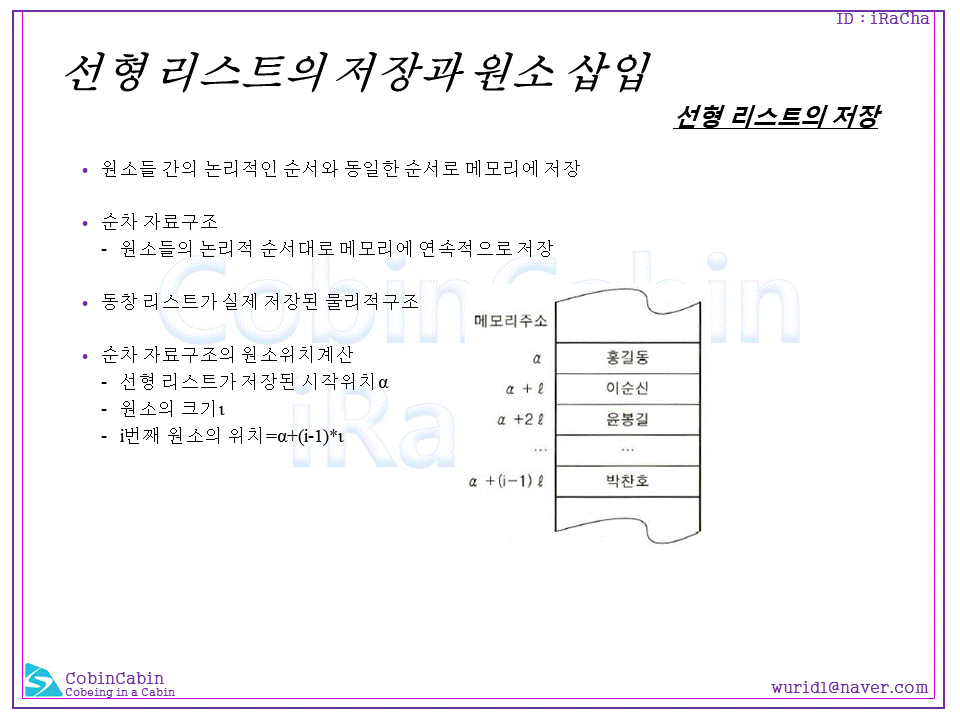 ID : iRaCha
선형 리스트의 저장과 원소 삽입
선형 리스트의 저장
• 원소들 간의 논리적인 순서와 동일한 순서로 메모리에 저장
• 순차 자료구조
- 원소들의 논리적 순서대로 메모리에 연속적으로 저장
• 동창 리스트가 실제 저장된 물리적구조
• 순차 자료구조의 원소위치계산
- 선형 리스트가 저장된 시작위치α
- 원소의 크기ι
- i번째 원소의 위치=α+(i-1)*ι
메모리주소
α 홍길동
α + ℓ 이순신
α +2 ℓ 윤봉길
… …
α +(i−1) ℓ 박찬호
CobinCabin
iRaCha
CobinCabin
Cobeing in a Cabin
wurid1@naver.com